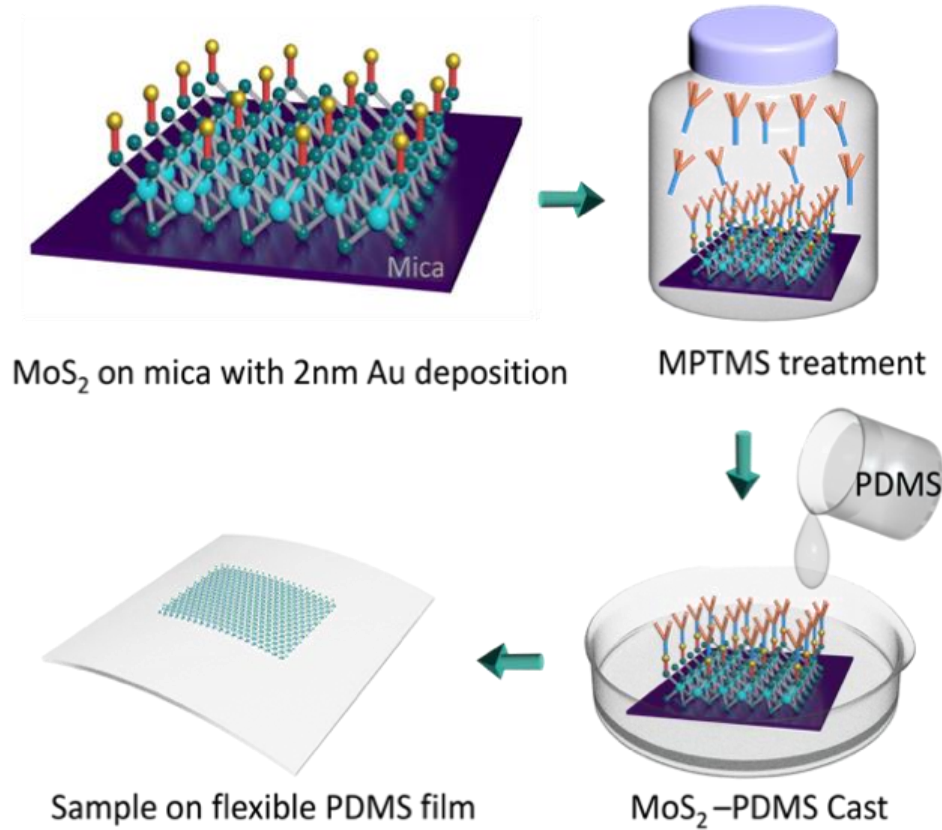 Mica
MoS₂ on mica with 2nm Au deposition
MPTMS treatment
PDMS
Sample on flexible PDMS film
MoS₂ –PDMS Cast